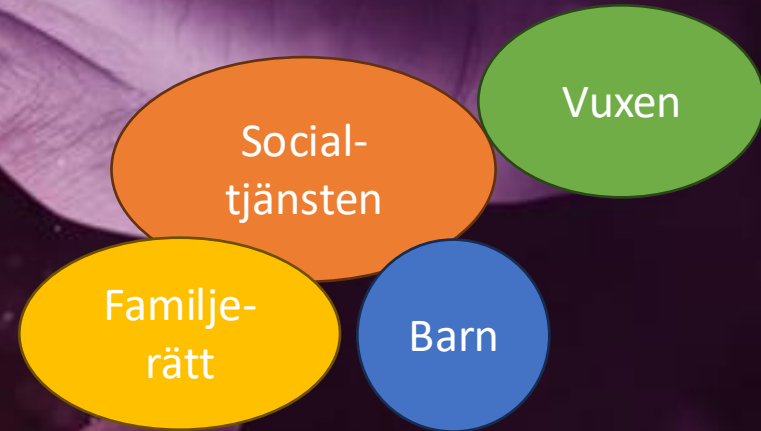 Vuxen
Social-
tjänsten
Familje-
rätt
Barn